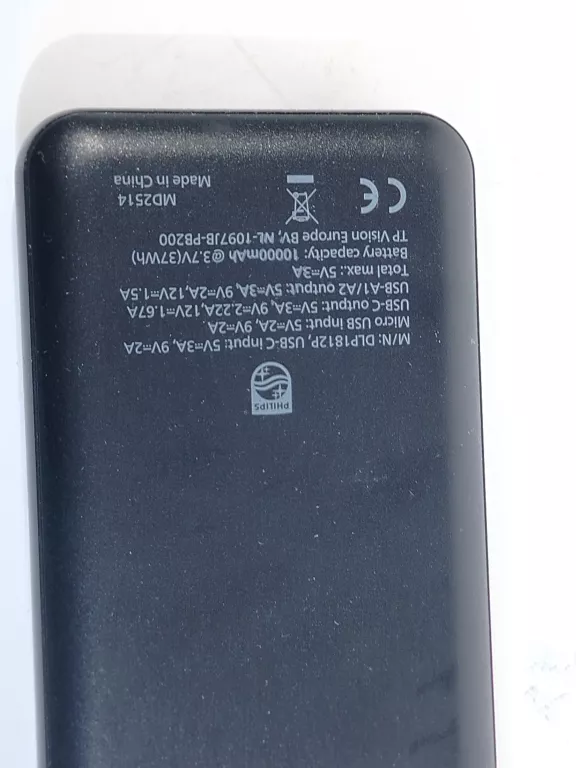 PHILIPS
M/N: DLP1812P, USB-C input: 5V⎓3A, 9V⎓2A
Micro USB input: 5V⎓2A, 9V⎓2A
USB-C output: 5V⎓3A, 9V⎓2.22A,12V⎓1.67A
USB-A1/A2 output: 5V⎓3A, 9V⎓2A,12V⎓1.5A
Total max.: 5V⎓3A
Battery capacity: 10000mAh @ 3.7V(37Wh)
TP Vision Europe BV, NL-1097JB-PB200
CE
MD2514
Made in China